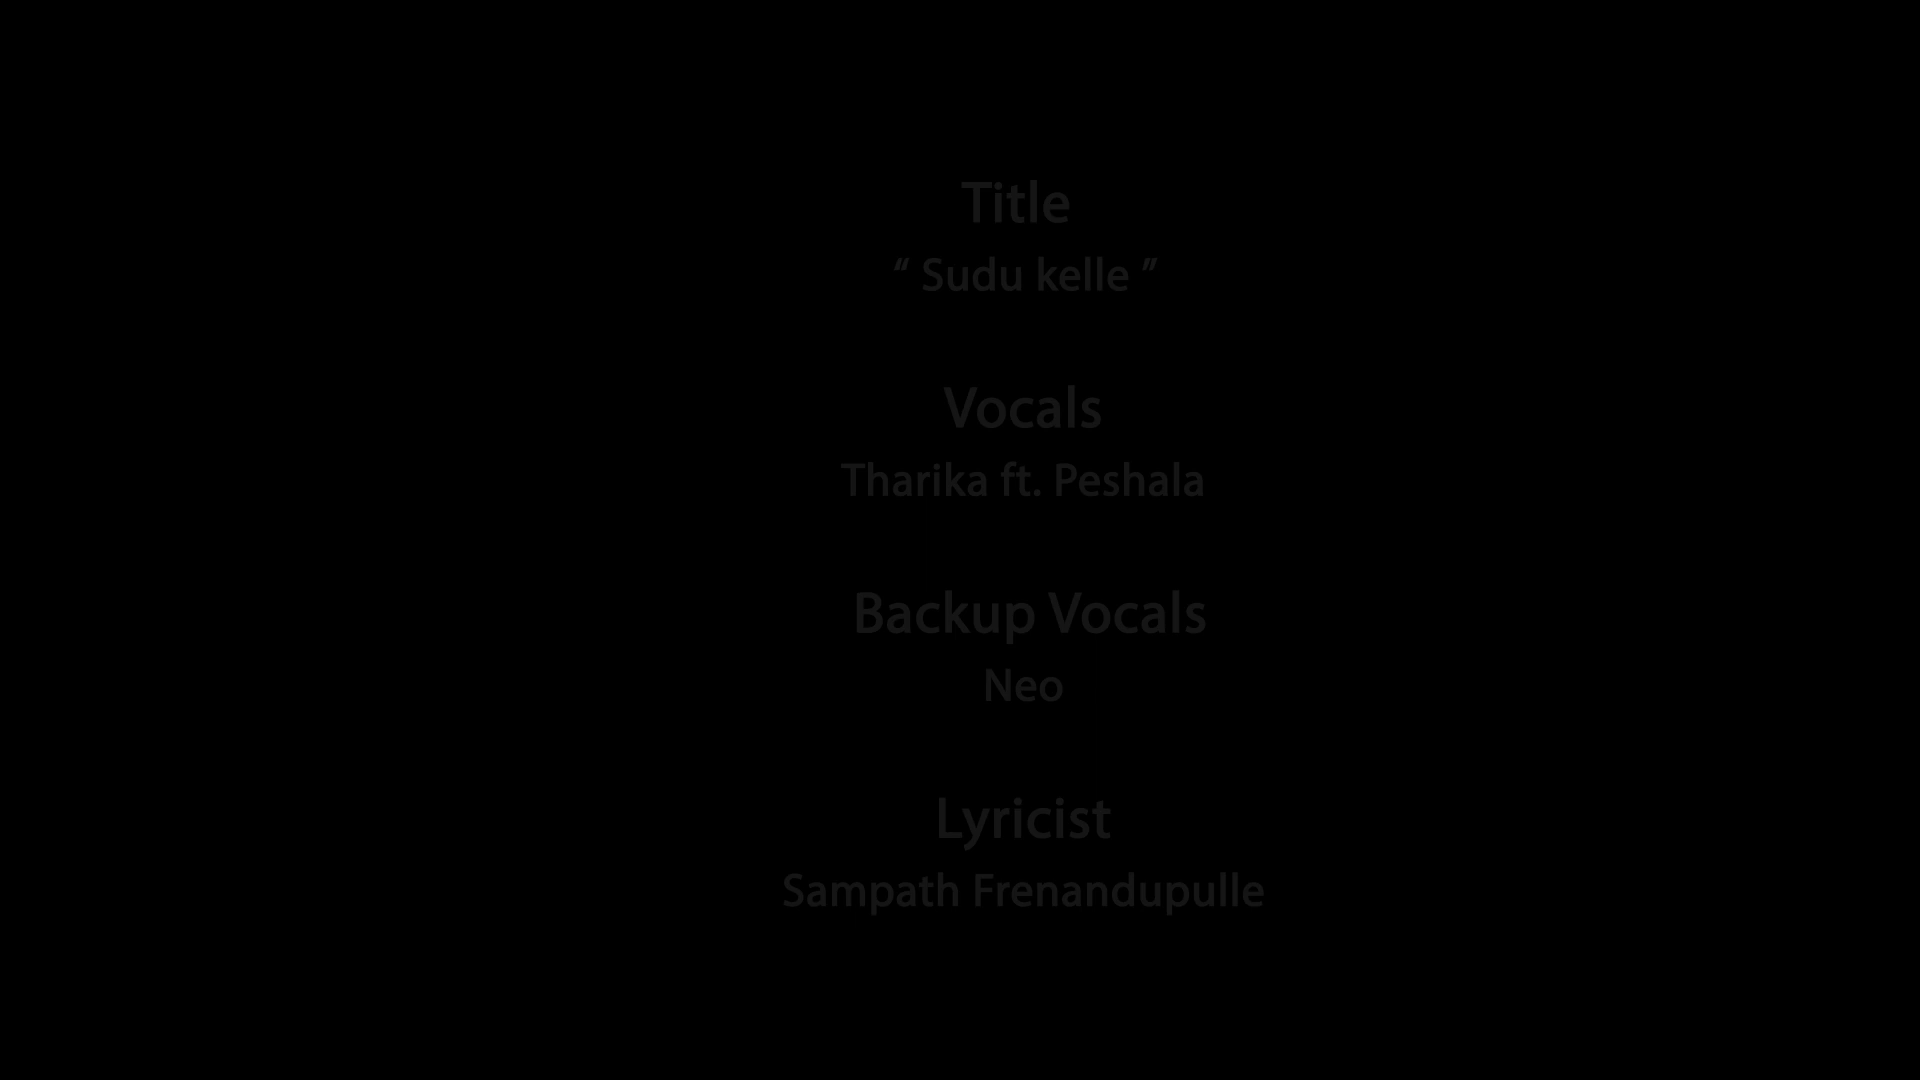 Title
“ Sudu kelle ”
Vocals
Tharika ft. Peshala
Backup Vocals
Neo
Lyricist
Sampath Frenandupulle